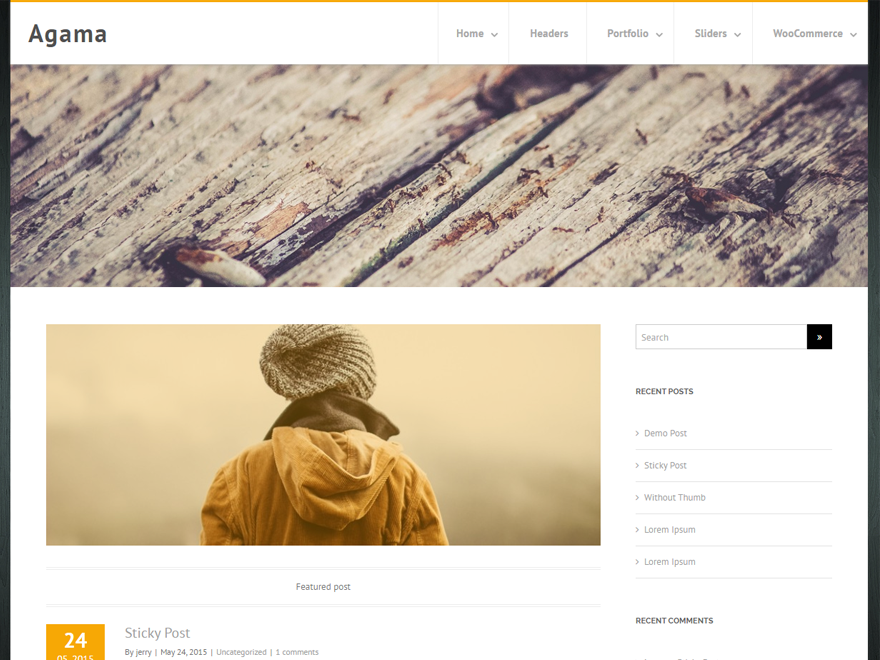 Agama
Home
Headers
Portfolio
Sliders
WooCommerce
Search
»
RECENT POSTS
Demo Post
Sticky Post
Without Thumb
Lorem Ipsum
Lorem Ipsum
Featured post
24
05, 2015
Sticky Post
By jerry | May 24, 2015 | Uncategorized | 1 comments
RECENT COMMENTS